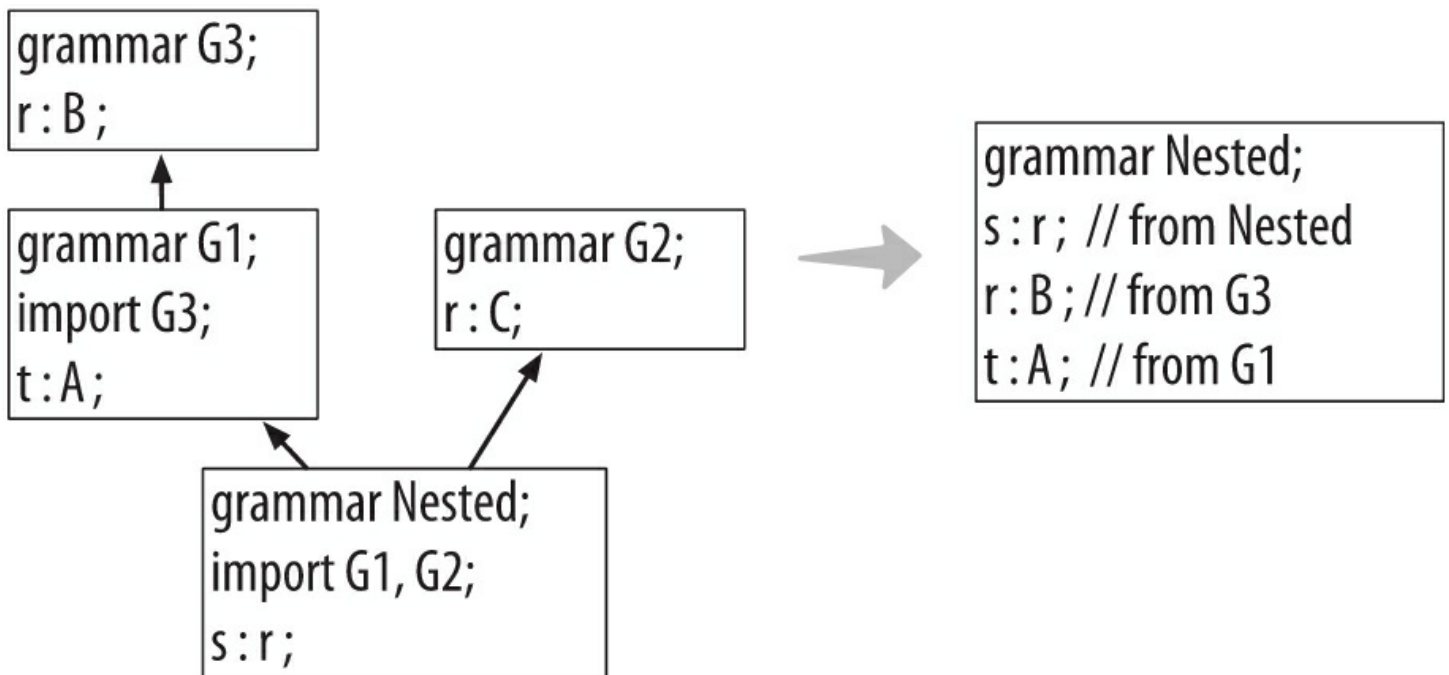 grammar G3;
r : B ;
grammar G1;
import G3;
t : A ;
grammar G2;
r : C;
grammar Nested;
import G1, G2;
s : r ;
grammar Nested;
s : r ; // from Nested
r : B ; // from G3
t : A ; // from G1